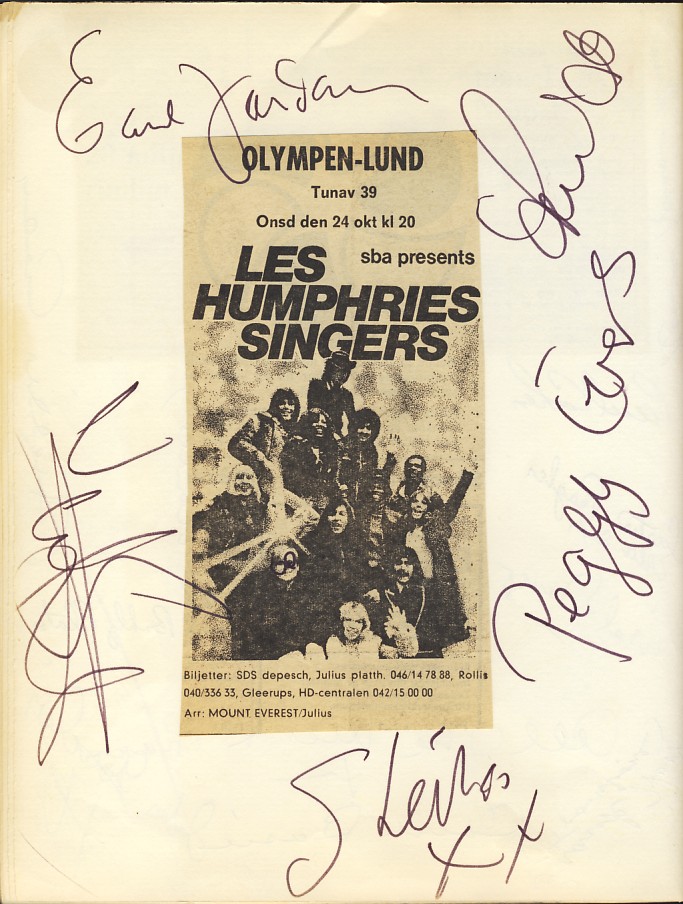 Earl Jordan
OLYMPEN-LUND
Tunav 39
Onsd den 24 okt kl 20
sba presents
LES
HUMPHRIES
SINGERS
Peggy
Biljetter: SDS depesch, Julius platth. 046/14 78 88, Rollis
040/336 33, Gleerups, HD-centralen 042/15 00 00
Arr: MOUNT EVEREST/Julius
XX